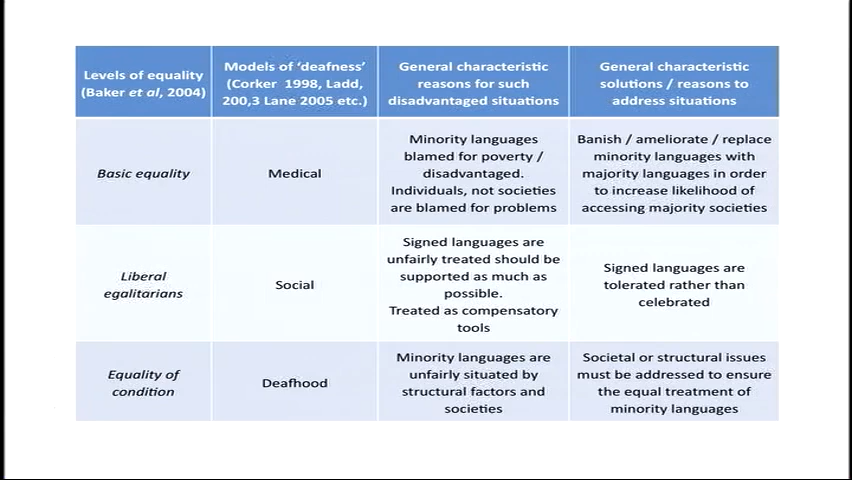 Levels of equality
(Baker et al, 2004)
Models of ‘deafness’
(Corker 1998, Ladd,
200,3 Lane 2005 etc.)
General characteristic
reasons for such
disadvantaged situations
General characteristic
solutions / reasons to
address situations
Basic equality
Medical
Minority languages
blamed for poverty /
disadvantaged.
Individuals, not societies
are blamed for problems
Banish / ameliorate / replace
minority languages with
majority languages in order
to increase likelihood of
accessing majority societies
Liberal
egalitarians
Social
Signed languages are
unfairly treated should be
supported as much as
possible.
Treated as compensatory
tools
Signed languages are
tolerated rather than
celebrated
Equality of
condition
Deafhood
Minority languages are
unfairly situated by
structural factors and
societies
Societal or structural issues
must be addressed to ensure
the equal treatment of
minority languages